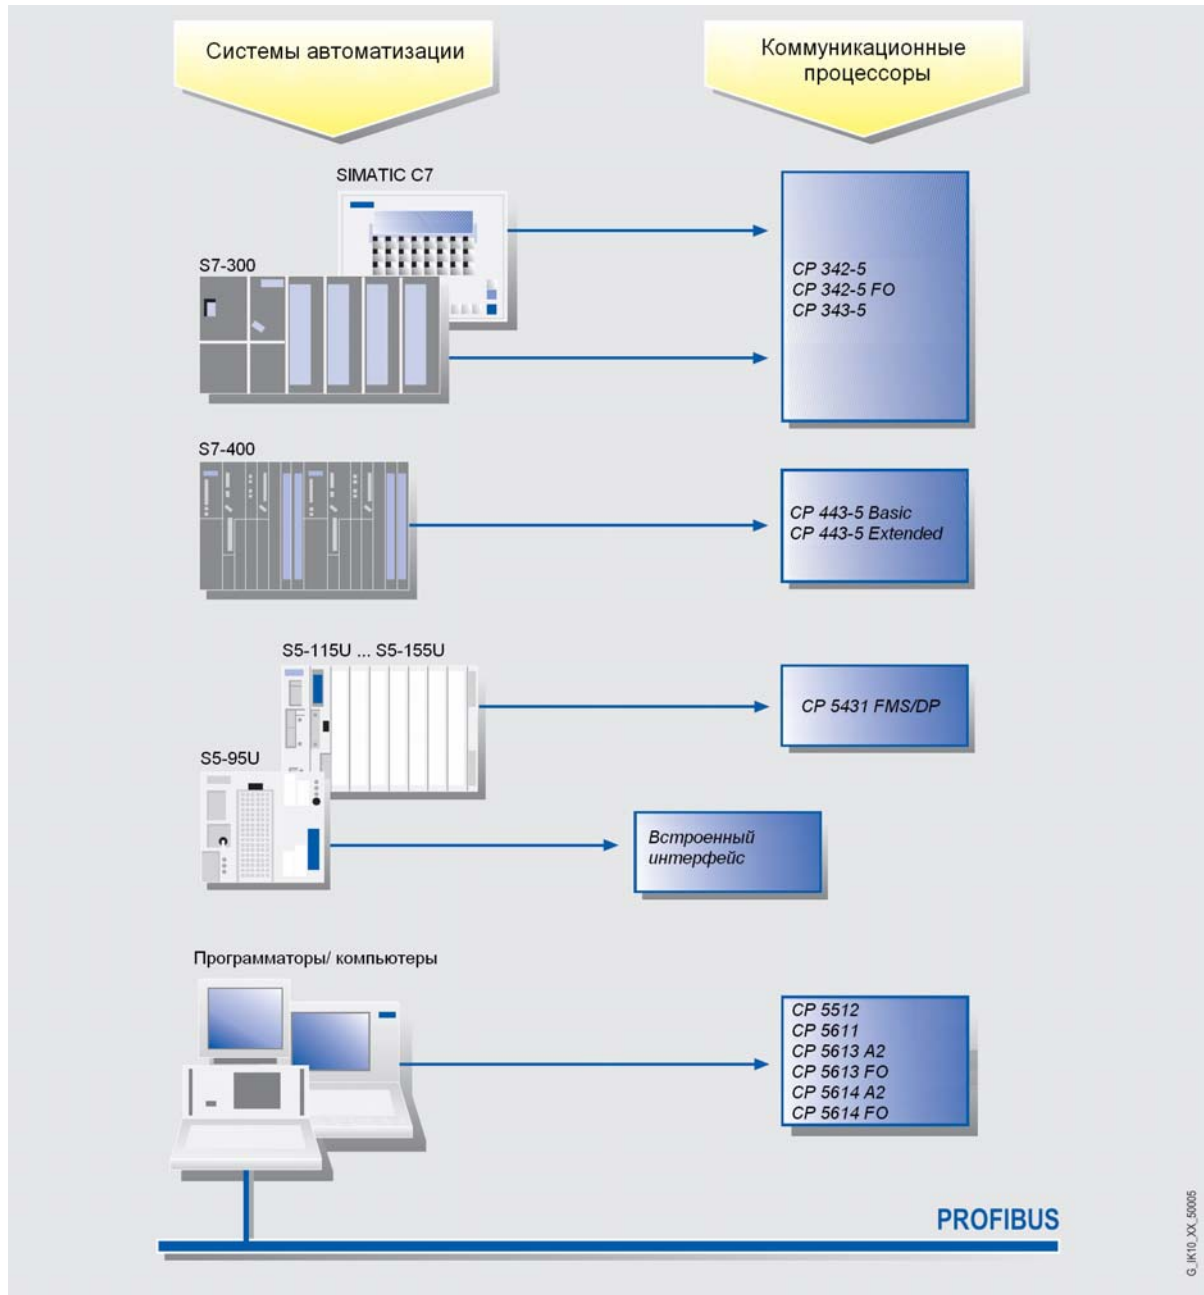 Системы автоматизации
Коммуникационные
процессоры
SIMATIC C7
S7-300
CP 342-5
CP 342-5 FO
CP 343-5
S7-400
CP 443-5 Basic
CP 443-5 Extended
S5-115U ... S5-155U
CP 5431 FMS/DP
S5-95U
Встроенный
интерфейс
Программаторы/ компьютеры
CP 5512
CP 5611
CP 5613 A2
CP 5613 FO
CP 5614 A2
CP 5614 FO
PROFIBUS
G_IK10_XX_50005